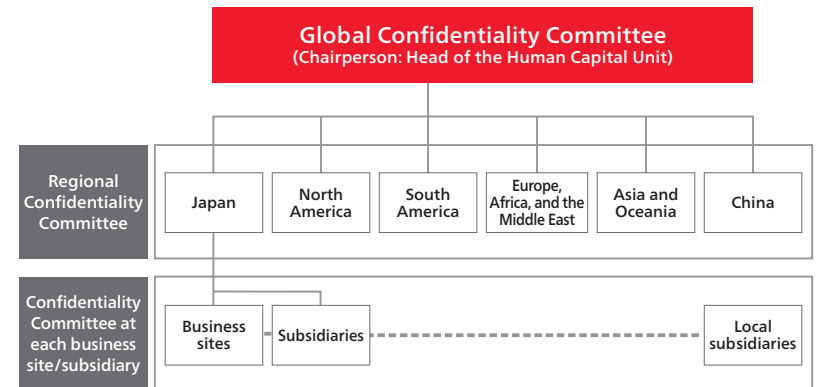 Global Confidentiality Committee
(Chairperson: Head of the Human Capital Unit)
Regional
Confidentiality
Committee
Japan
North
America
South
America
Europe,
Africa, and the
Middle East
Asia and
Oceania
China
Confidentiality
Committee at
each business
site/subsidiary
Business
sites
Subsidiaries
Local
subsidiaries